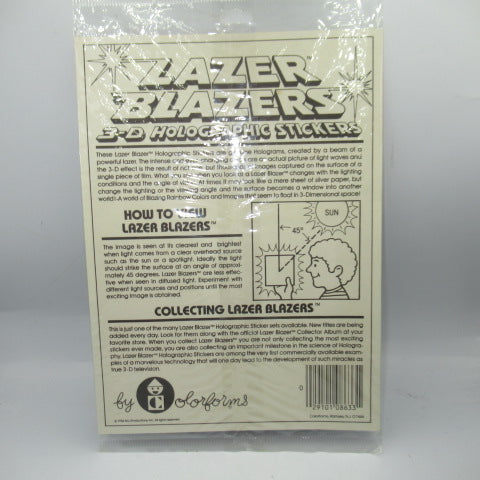 LAZER
BLAZERS
3-D HOLOGRAPHIC STICKERS
These Lazer Blazer™ Holographic Stickers are genuine Holograms, created by a beam of a
powerful lazer. The intense and ever changing colors are an actual picture of light waves and
the 3-D effect is the result of not one, but thousands of images captured on the surface of a
single piece of film. What you see when you look at a Lazer Blazer™ changes with the lighting
conditions and the angle of view. At times it may look like a mere sheet of silver paper, but
change the lighting or the viewing angle and the surface becomes a window into another
world! A world of Blazing Rainbow Colors and images that seem to float in 3-Dimensional space!
HOW TO VIEW
LAZER BLAZERS™
The image is seen at its clearest and brightest
when light comes from a clear overhead source
such as the sun or a spotlight. Ideally the light
should strike the surface at an angle of approxi-
mately 45 degrees. Lazer Blazers™ are less effec-
tive when seen in diffused light. Experiment with
different light sources and positions until the most
exciting image is obtained.
SUN
45°
COLLECTING LAZER BLAZERS™
This is just one of the many Lazer Blazer™ Holographic Sticker sets available. New titles are being
added every day. Look for them along with the official Lazer Blazer™ Collector Album at your
favorite store. When you collect Lazer Blazers™ you are not only collecting the most exciting
stickers ever made, you are also collecting an important milestone in the science of Hologra-
phy. Lazer Blazer™ Holographic Stickers are among the very first commercially available exam-
ples of a marvelous technology that will one day lead to the development of such miracles as
true 3-D television.
by Colorforms
0
29101 08633
Colorforms, Ramsey, N.J. 07446